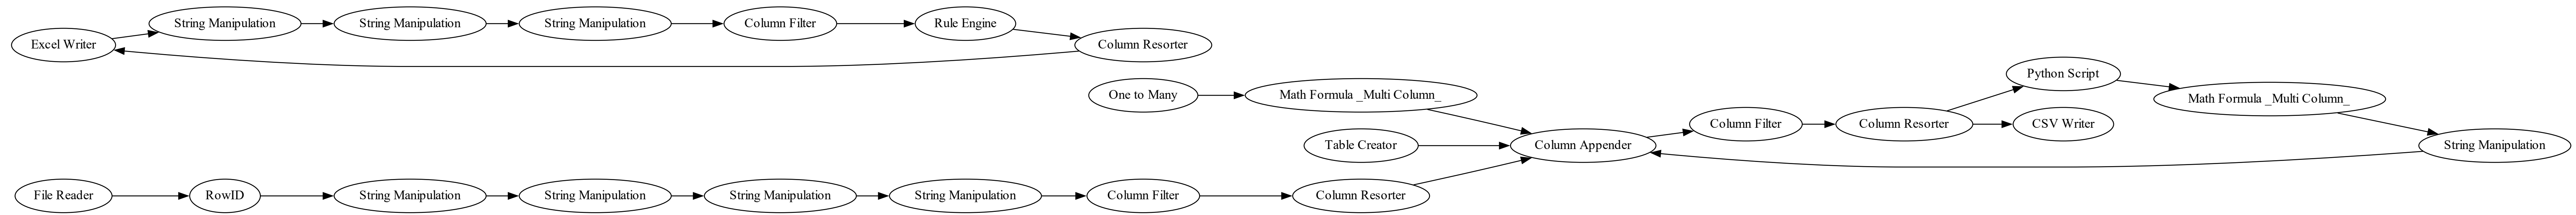 Excel Writer
String Manipulation
String Manipulation
String Manipulation
Column Filter
Rule Engine
Column Resorter
One to Many
Math Formula _Multi Column_
Table Creator
File Reader
RowID
String Manipulation
String Manipulation
String Manipulation
String Manipulation
Column Filter
Column Resorter
Column Appender
Column Filter
Column Resorter
Python Script
CSV Writer
Math Formula _Multi Column_
String Manipulation